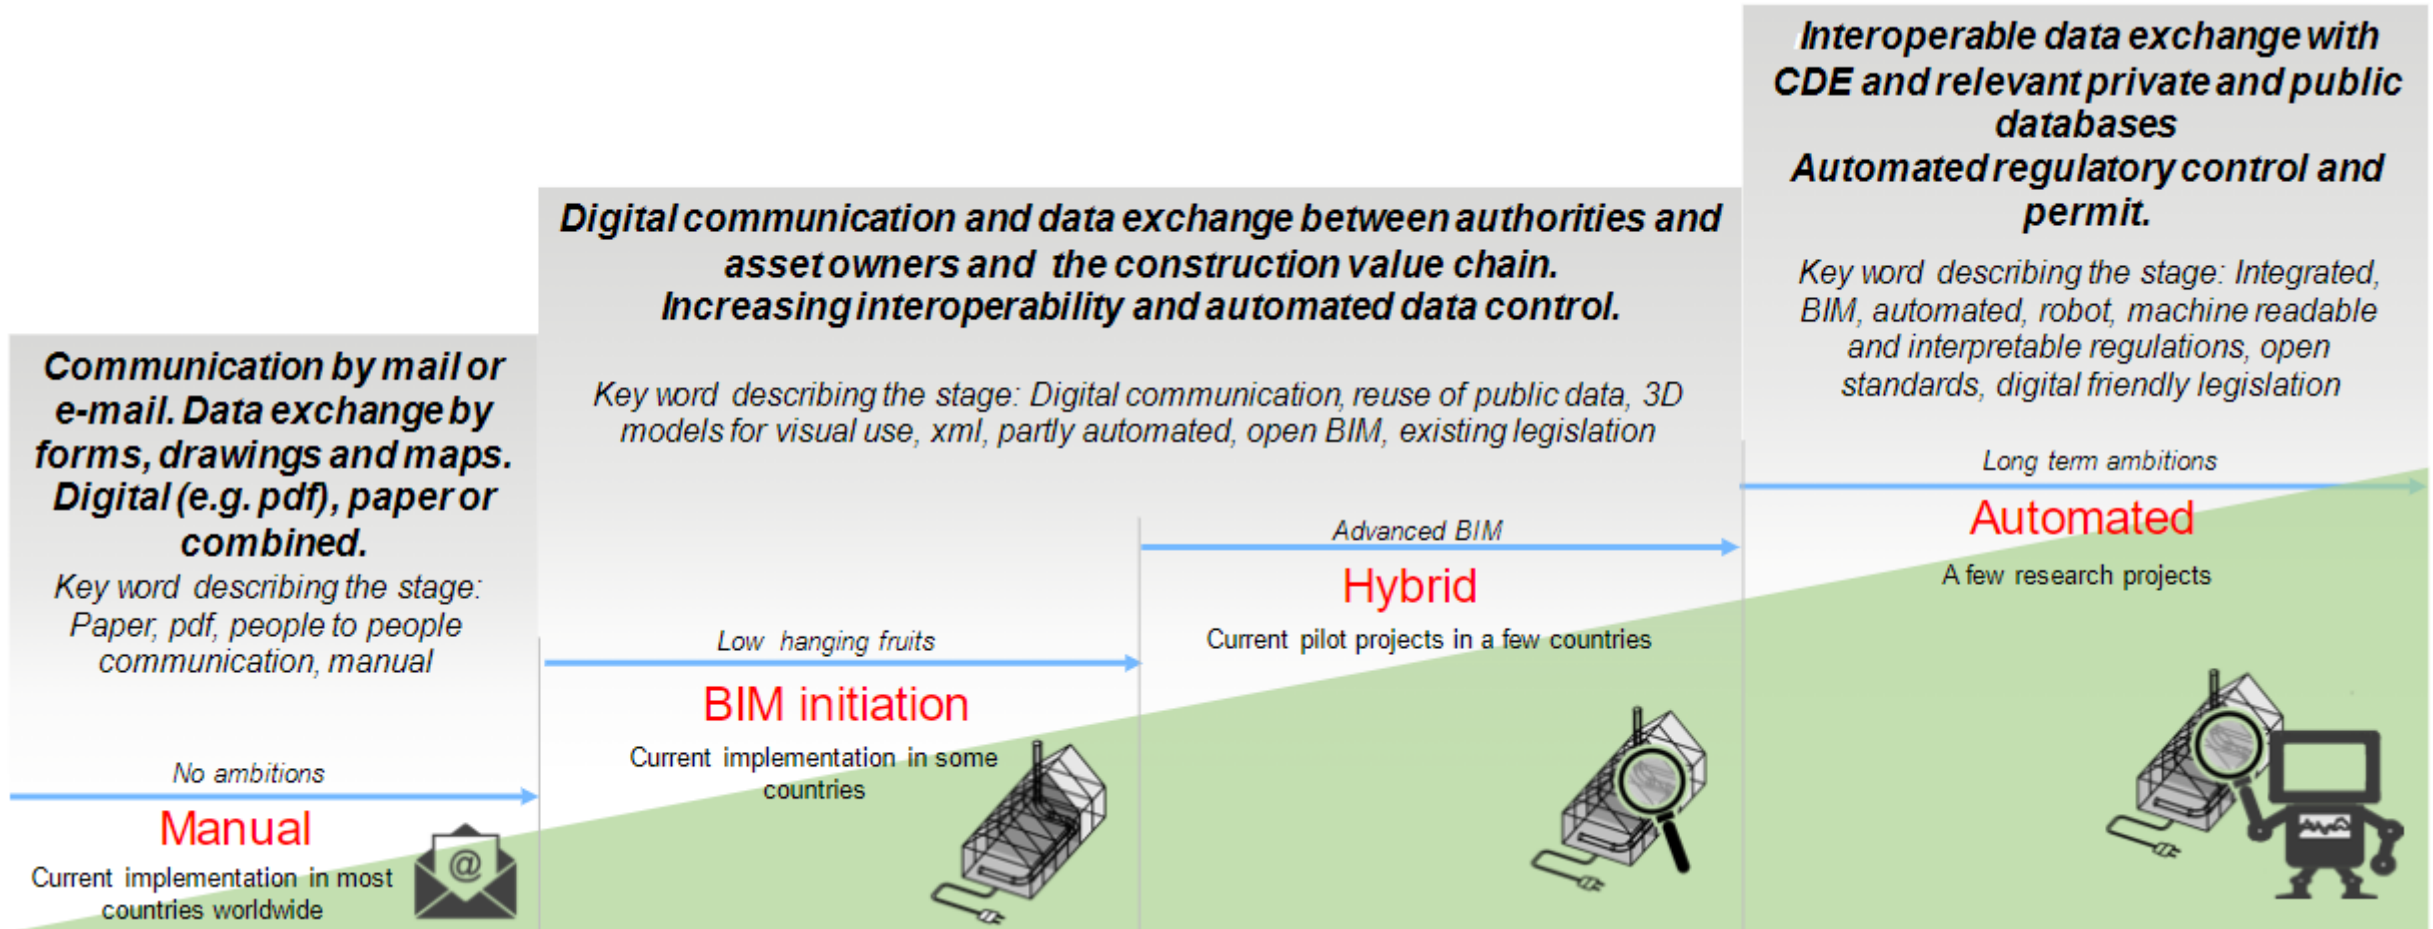 Communication by mail or
e-mail. Data exchange by
forms, drawings and maps.
Digital (e.g. pdf), paper or
combined.
Key word describing the stage:
Paper, pdf, people to people
communication, manual
No ambitions
Manual
Current implementation in most
countries worldwide
@
Digital communication and data exchange between authorities and
asset owners and the construction value chain.
Increasing interoperability and automated data control.
Key word describing the stage: Digital communication, reuse of public data, 3D
models for visual use, xml, partly automated, open BIM, existing legislation
Low hanging fruits
BIM initiation
Current implementation in some
countries
Advanced BIM
Hybrid
Current pilot projects in a few countries
Interoperable data exchange with
CDE and relevant private and public
databases
Automated regulatory control and
permit.
Key word describing the stage: Integrated,
BIM, automated, robot, machine readable
and interpretable regulations, open
standards, digital friendly legislation
Long term ambitions
Automated
A few research projects